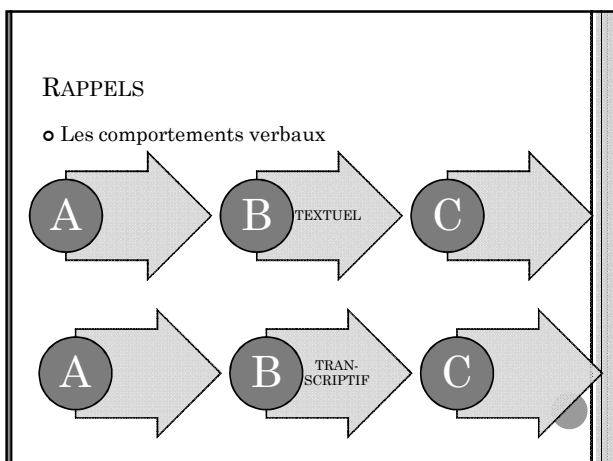 RAPPELS
Les comportements verbaux
A B TEXTUEL C
A B TRAN-
SCRIPTIF C